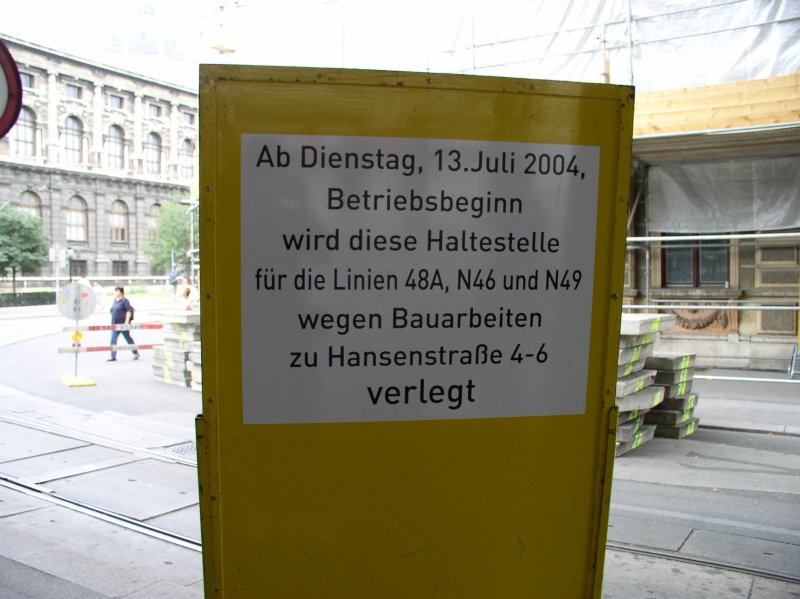 Ab Dienstag, 13.Juli 2004,
Betriebsbeginn
wird diese Haltestelle
für die Linien 48A, N46 und N49
wegen Bauarbeiten
zu Hansenstraße 4-6
verlegt